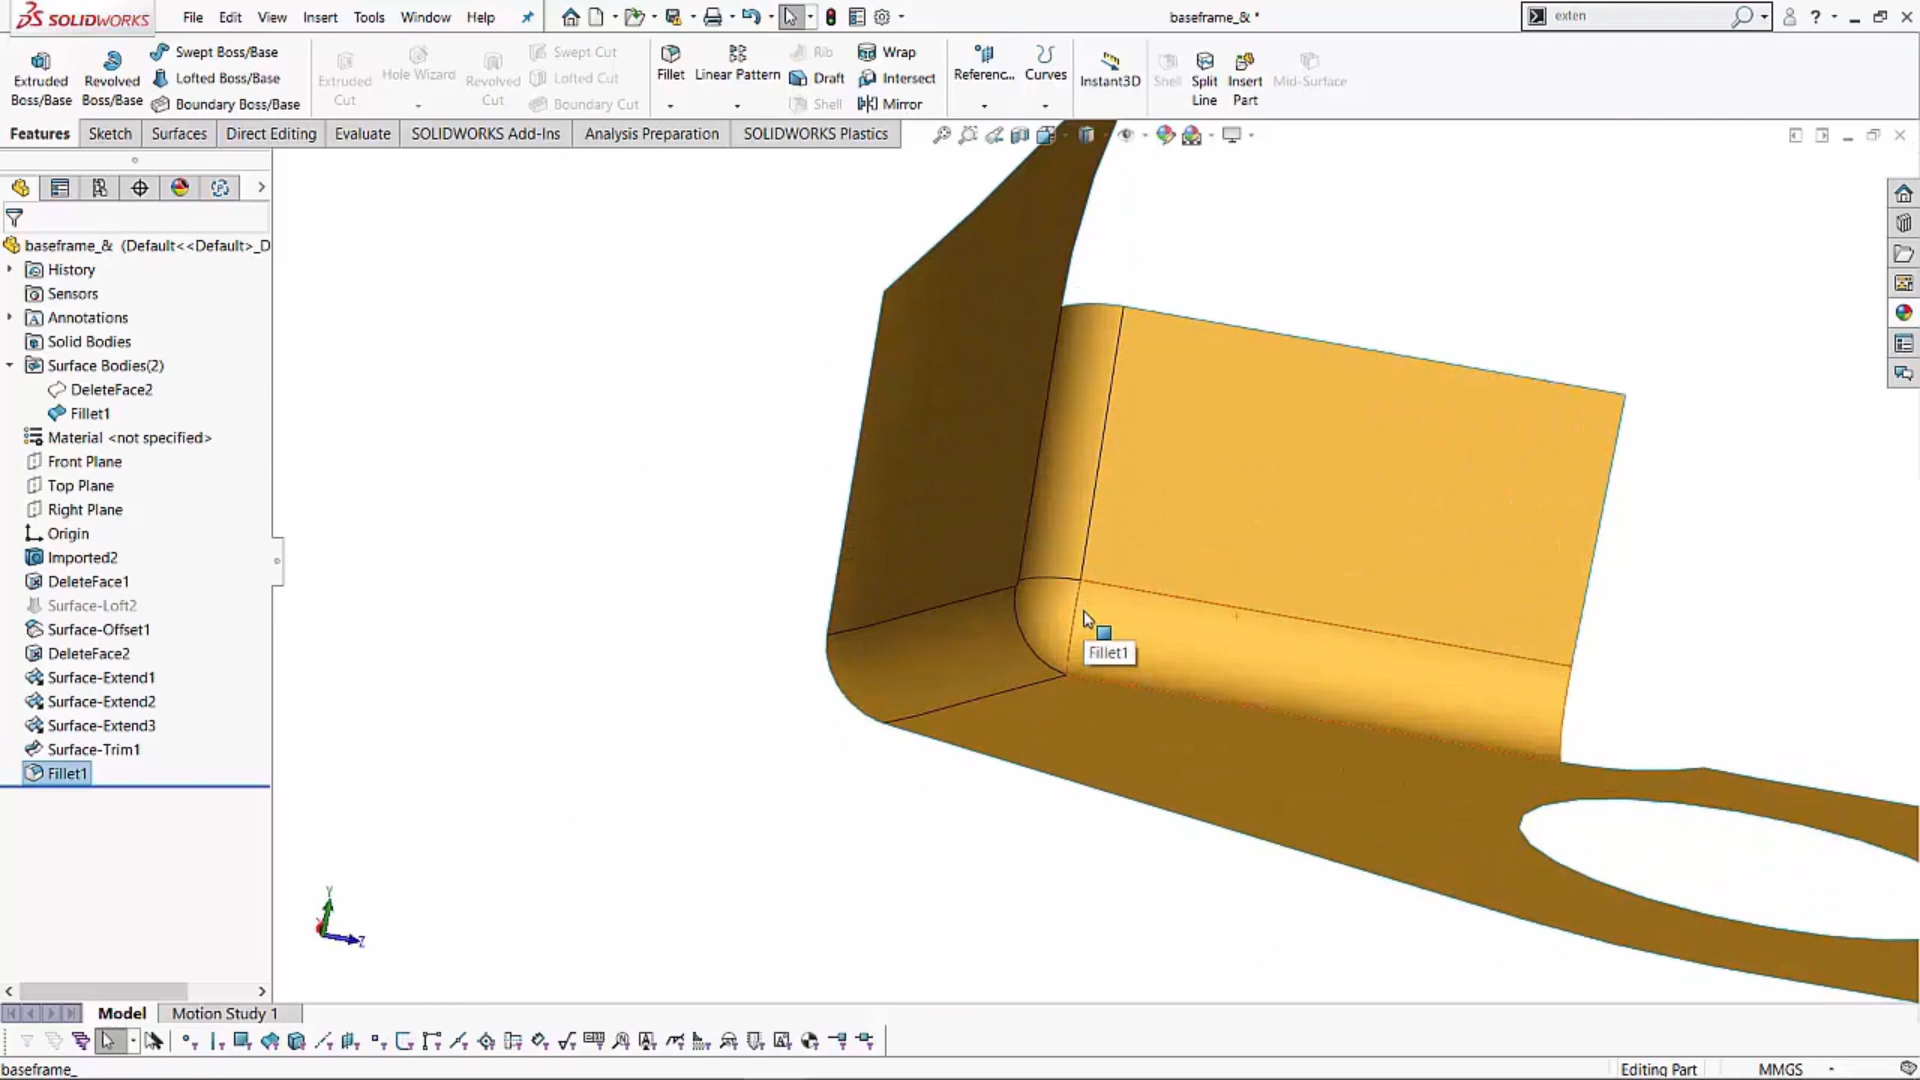 SOLIDWORKS File Edit View Insert Tools Window Help baseframe_& * exten
Extruded Boss/Base
Revolved Boss/Base
Swept Boss/Base
Lofted Boss/Base
Boundary Boss/Base
Extruded Cut
Hole Wizard
Revolved Cut
Swept Cut
Lofted Cut
Boundary Cut
Fillet
Linear Pattern
Rib
Draft
Shell
Wrap
Intersect
Mirror
Referenc...
Curves
Instant3D
Shell
Split Line
Insert Part
Mid-Surface
Features Sketch Surfaces Direct Editing Evaluate SOLIDWORKS Add-Ins Analysis Preparation SOLIDWORKS Plastics
baseframe_& (Default<<Default>_D
History
Sensors
Annotations
Solid Bodies
Surface Bodies(2)
DeleteFace2
Fillet1
Material <not specified>
Front Plane
Top Plane
Right Plane
Origin
Imported2
DeleteFace1
Surface-Loft2
Surface-Offset1
DeleteFace2
Surface-Extend1
Surface-Extend2
Surface-Extend3
Surface-Trim1
Fillet1
Fillet1
Y
Z
Model Motion Study 1
baseframe_ Editing Part MMGS